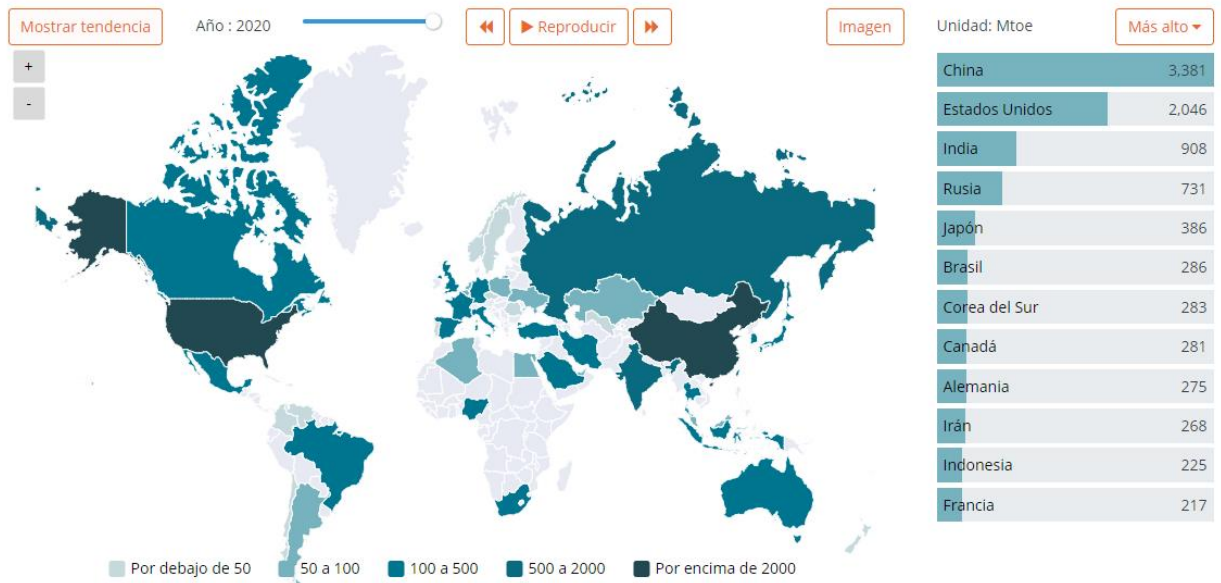 Mostrar tendencia
Año : 2020
Reproducir
Imagen
Unidad: Mtoe
Más alto
+
-
China 3,381
Estados Unidos 2,046
India 908
Rusia 731
Japón 386
Brasil 286
Corea del Sur 283
Canadá 281
Alemania 275
Irán 268
Indonesia 225
Francia 217
Por debajo de 50
50 a 100
100 a 500
500 a 2000
Por encima de 2000